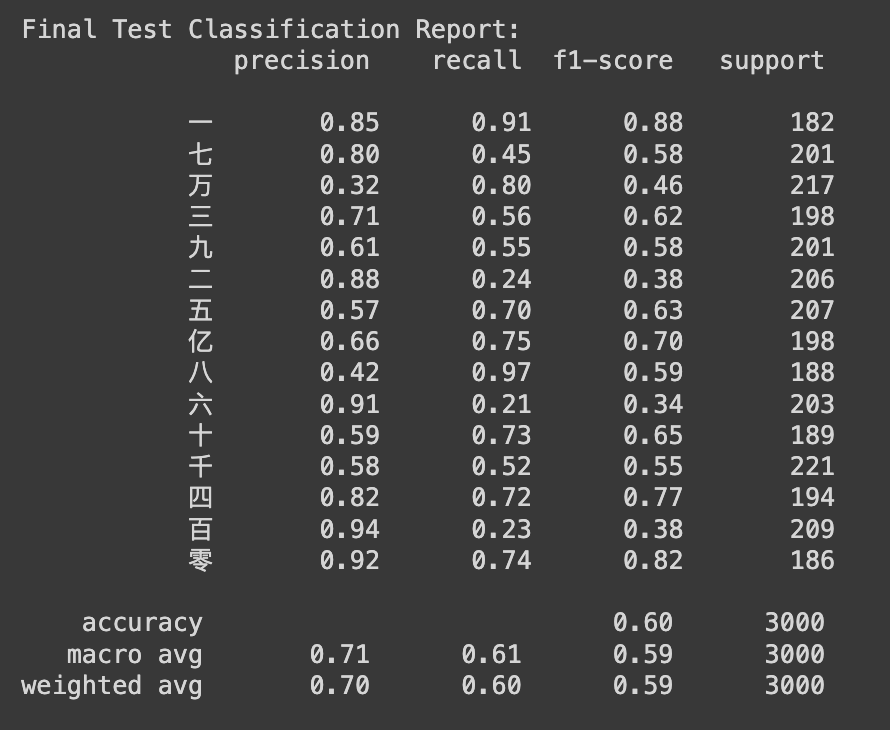 Final Test Classification Report:
precision recall f1-score support
一 0.85 0.91 0.88 182
七 0.80 0.45 0.58 201
万 0.32 0.80 0.46 217
三 0.71 0.56 0.62 198
九 0.61 0.55 0.58 201
二 0.88 0.24 0.38 206
五 0.57 0.70 0.63 207
亿 0.66 0.75 0.70 198
八 0.42 0.97 0.59 188
六 0.91 0.21 0.34 203
十 0.59 0.73 0.65 189
千 0.58 0.52 0.55 221
四 0.82 0.72 0.77 194
百 0.94 0.23 0.38 209
零 0.92 0.74 0.82 186
accuracy 0.60 3000
macro avg 0.71 0.61 0.59 3000
weighted avg 0.70 0.60 0.59 3000